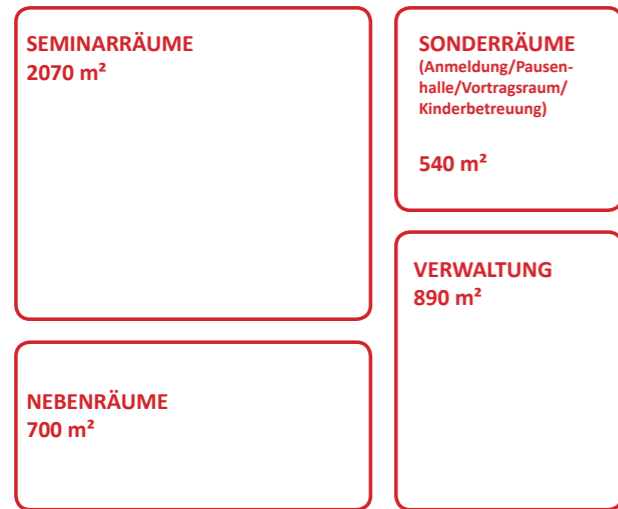 SEMINARRÄUME
2070 m²
SONDERRÄUME
(Anmeldung/Pausen-
halle/Vortragsraum/
Kinderbetreuung)
540 m²
VERWALTUNG
890 m²
NEBENRÄUME
700 m²